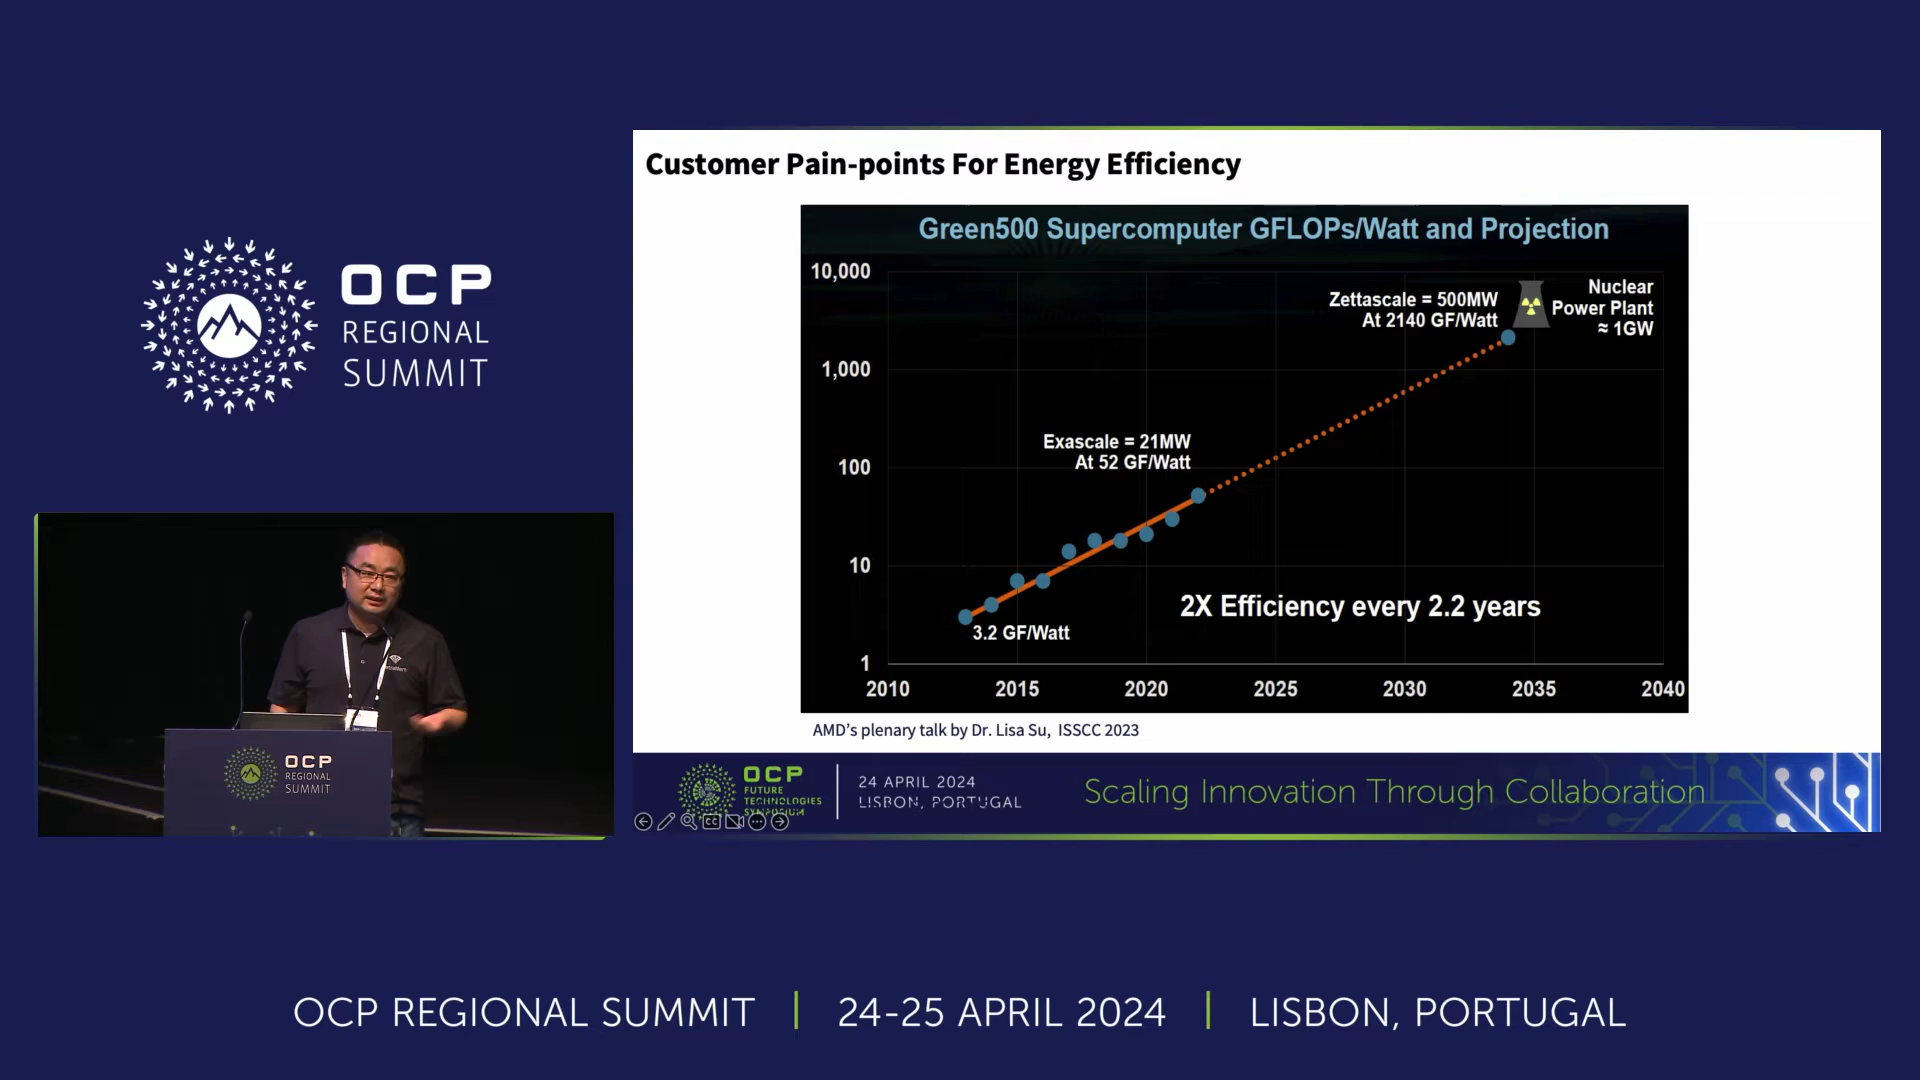 OCP
REGIONAL
SUMMIT
OCP
REGIONAL
SUMMIT
Customer Pain-points For Energy Efficiency
Green500 Supercomputer GFLOPs/Watt and Projection
10,000
1,000
100
10
1
2010
2015
2020
2025
2030
2035
2040
Zettascale = 500MW
At 2140 GF/Watt
Nuclear
Power Plant
≈ 1GW
Exascale = 21MW
At 52 GF/Watt
3.2 GF/Watt
2X Efficiency every 2.2 years
AMD's plenary talk by Dr. Lisa Su, ISSCC 2023
OCP
FUTURE
TECHNOLOGIES
SYMPOSIUM
24 APRIL 2024
LISBON, PORTUGAL
Scaling Innovation Through Collaboration
CC
OCP REGIONAL SUMMIT | 24-25 APRIL 2024 | LISBON, PORTUGAL